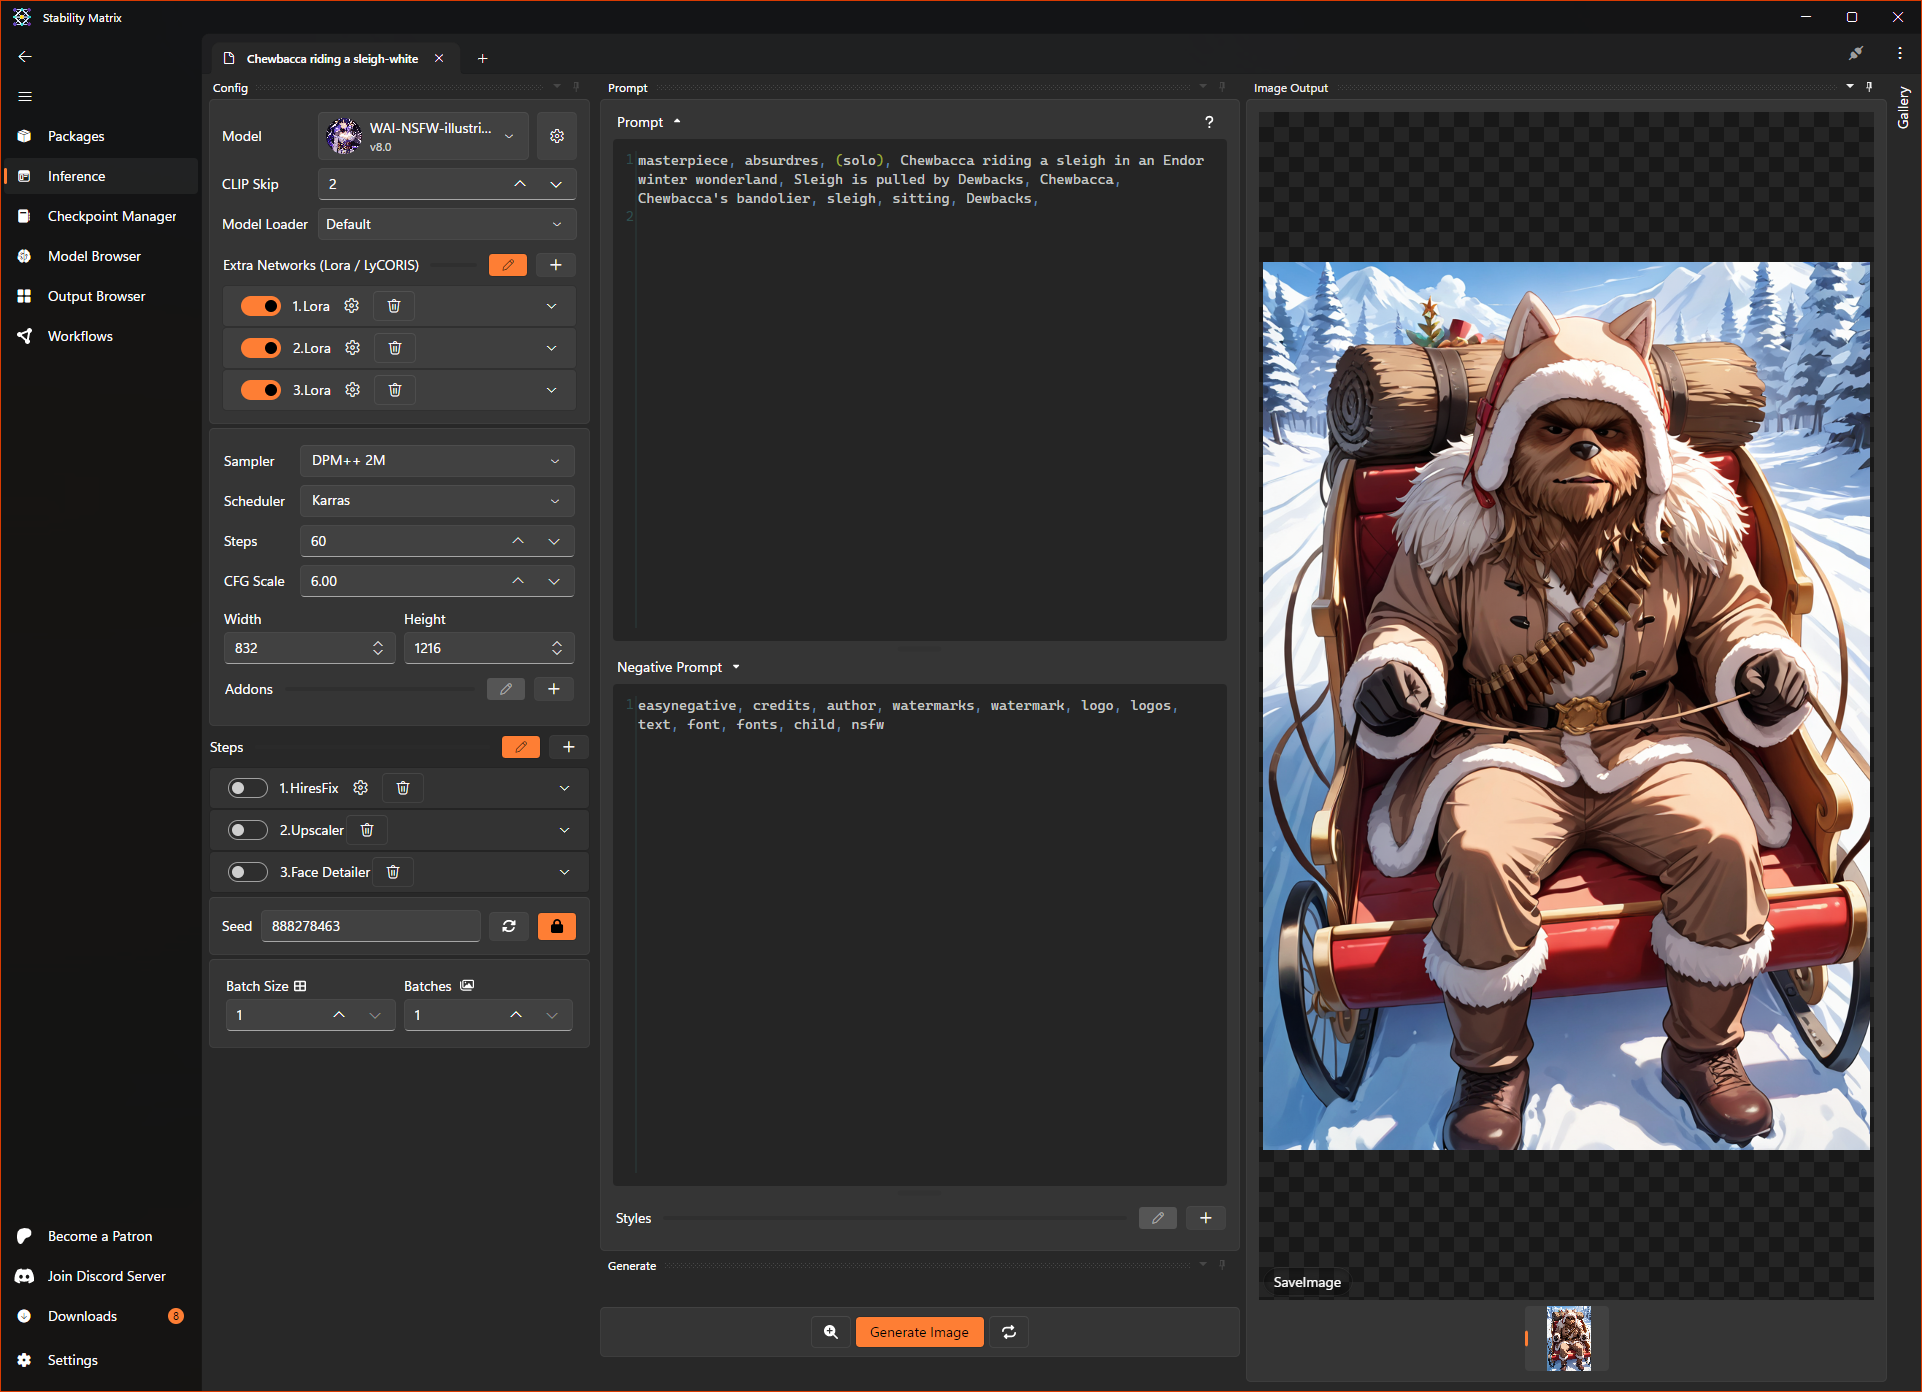 Stability Matrix
Chewbacca riding a sleigh-white
Packages
Inference
Checkpoint Manager
Model Browser
Output Browser
Workflows
Become a Patron
Join Discord Server
Downloads
8
Settings
Config
Model
WAI-NSFW-illustri...
v8.0
CLIP Skip
2
Model Loader
Default
Extra Networks (Lora / LyCORIS)
1.Lora
2.Lora
3.Lora
Sampler
DPM++ 2M
Scheduler
Karras
Steps
60
CFG Scale
6.00
Width
Height
832
1216
Addons
Steps
1.HiresFix
2.Upscaler
3.Face Detailer
Seed
888278463
Batch Size
Batches
1
1
Prompt
Prompt
?
1 masterpiece, absurdres, (solo), Chewbacca riding a sleigh in an Endor
winter wonderland, Sleigh is pulled by Dewbacks, Chewbacca,
Chewbacca's bandolier, sleigh, sitting, Dewbacks,
2
Negative Prompt
1 easynegative, credits, author, watermarks, watermark, logo, logos,
text, font, fonts, child, nsfw
Styles
Generate
Generate Image
Image Output
SaveImage
Gallery